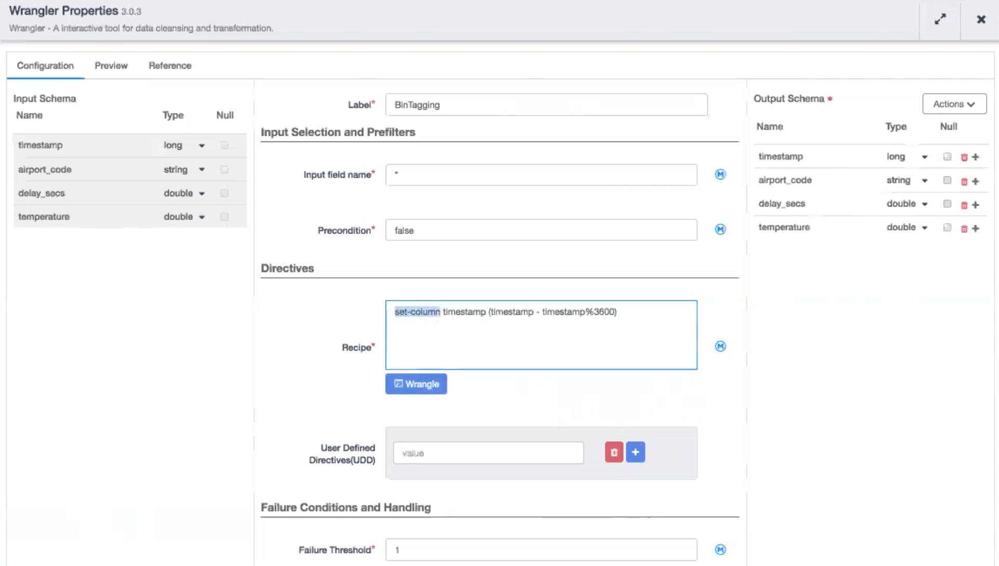 Wrangler Properties 3.0.3
Wrangler - A interactive tool for data cleansing and transformation.
Configuration Preview Reference
Input Schema
Name Type Null
timestamp long
airport_code string
delay_secs double
temperature double
Label* BinTagging
Input Selection and Prefilters
Input field name* *
Precondition* false
Directives
Recipe* set-column timestamp (timestamp - timestamp%3600)
Wrangle
User Defined
Directives(UDD) value
Failure Conditions and Handling
Failure Threshold* 1
Output Schema * Actions
Name Type Null
timestamp long
airport_code string
delay_secs double
temperature double